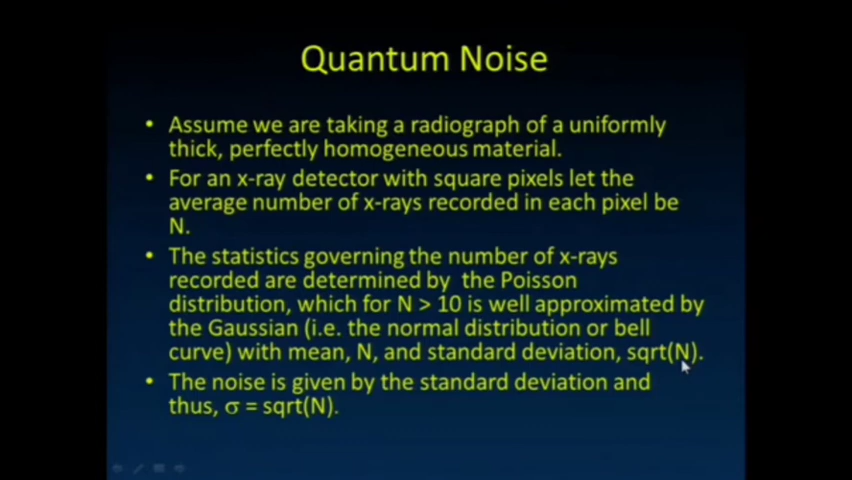 Quantum Noise
• Assume we are taking a radiograph of a uniformly
thick, perfectly homogeneous material.
• For an x-ray detector with square pixels let the
average number of x-rays recorded in each pixel be
N.
• The statistics governing the number of x-rays
recorded are determined by the Poisson
distribution, which for N > 10 is well approximated by
the Gaussian (i.e. the normal distribution or bell
curve) with mean, N, and standard deviation, sqrt(N).
• The noise is given by the standard deviation and
thus, σ = sqrt(N).